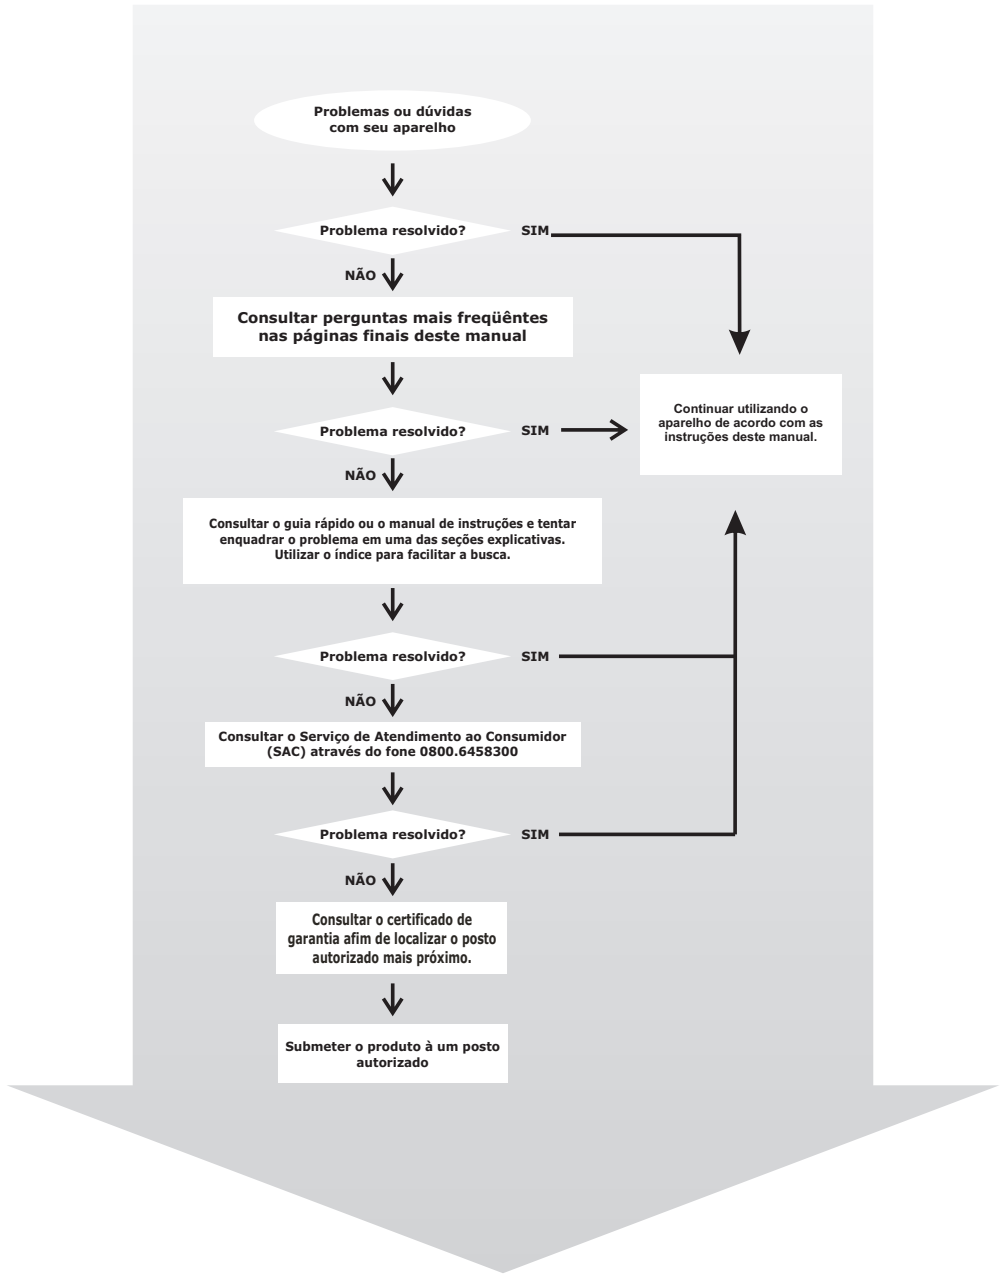 Problemas ou dúvidas
com seu aparelho
Problema resolvido?
SIM
NÃO
Consultar perguntas mais freqüêntes
nas páginas finais deste manual
Continuar utilizando o
aparelho de acordo com as
instruções deste manual.
Problema resolvido?
SIM
NÃO
Consultar o guia rápido ou o manual de instruções e tentar
enquadrar o problema em uma das seções explicativas.
Utilizar o índice para facilitar a busca.
Problema resolvido?
SIM
NÃO
Consultar o Serviço de Atendimento ao Consumidor
(SAC) através do fone 0800.6458300
Problema resolvido?
SIM
NÃO
Consultar o certificado de
garantia afim de localizar o posto
autorizado mais próximo.
Submeter o produto à um posto
autorizado